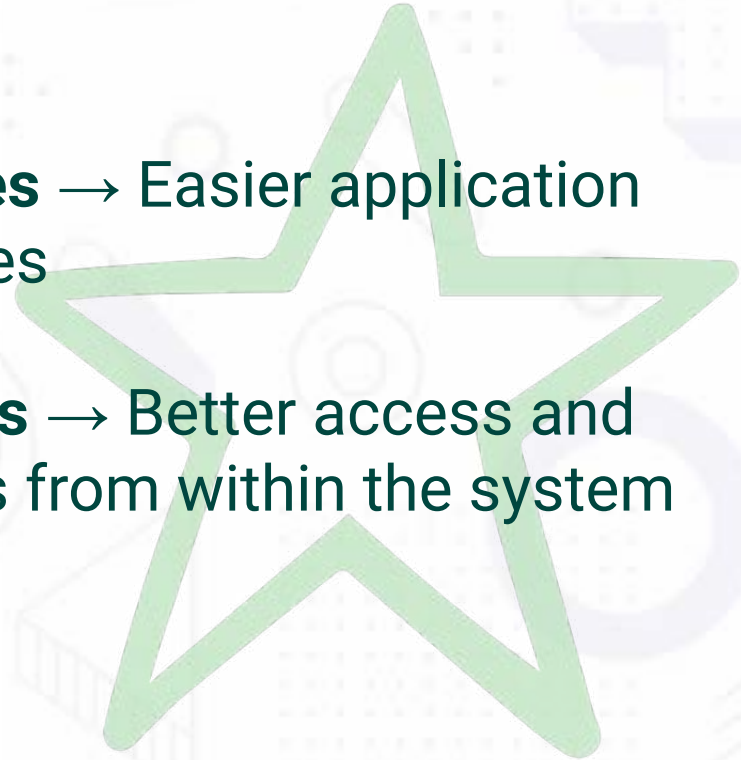 es → Easier application
es
s → Better access and
s from within the system